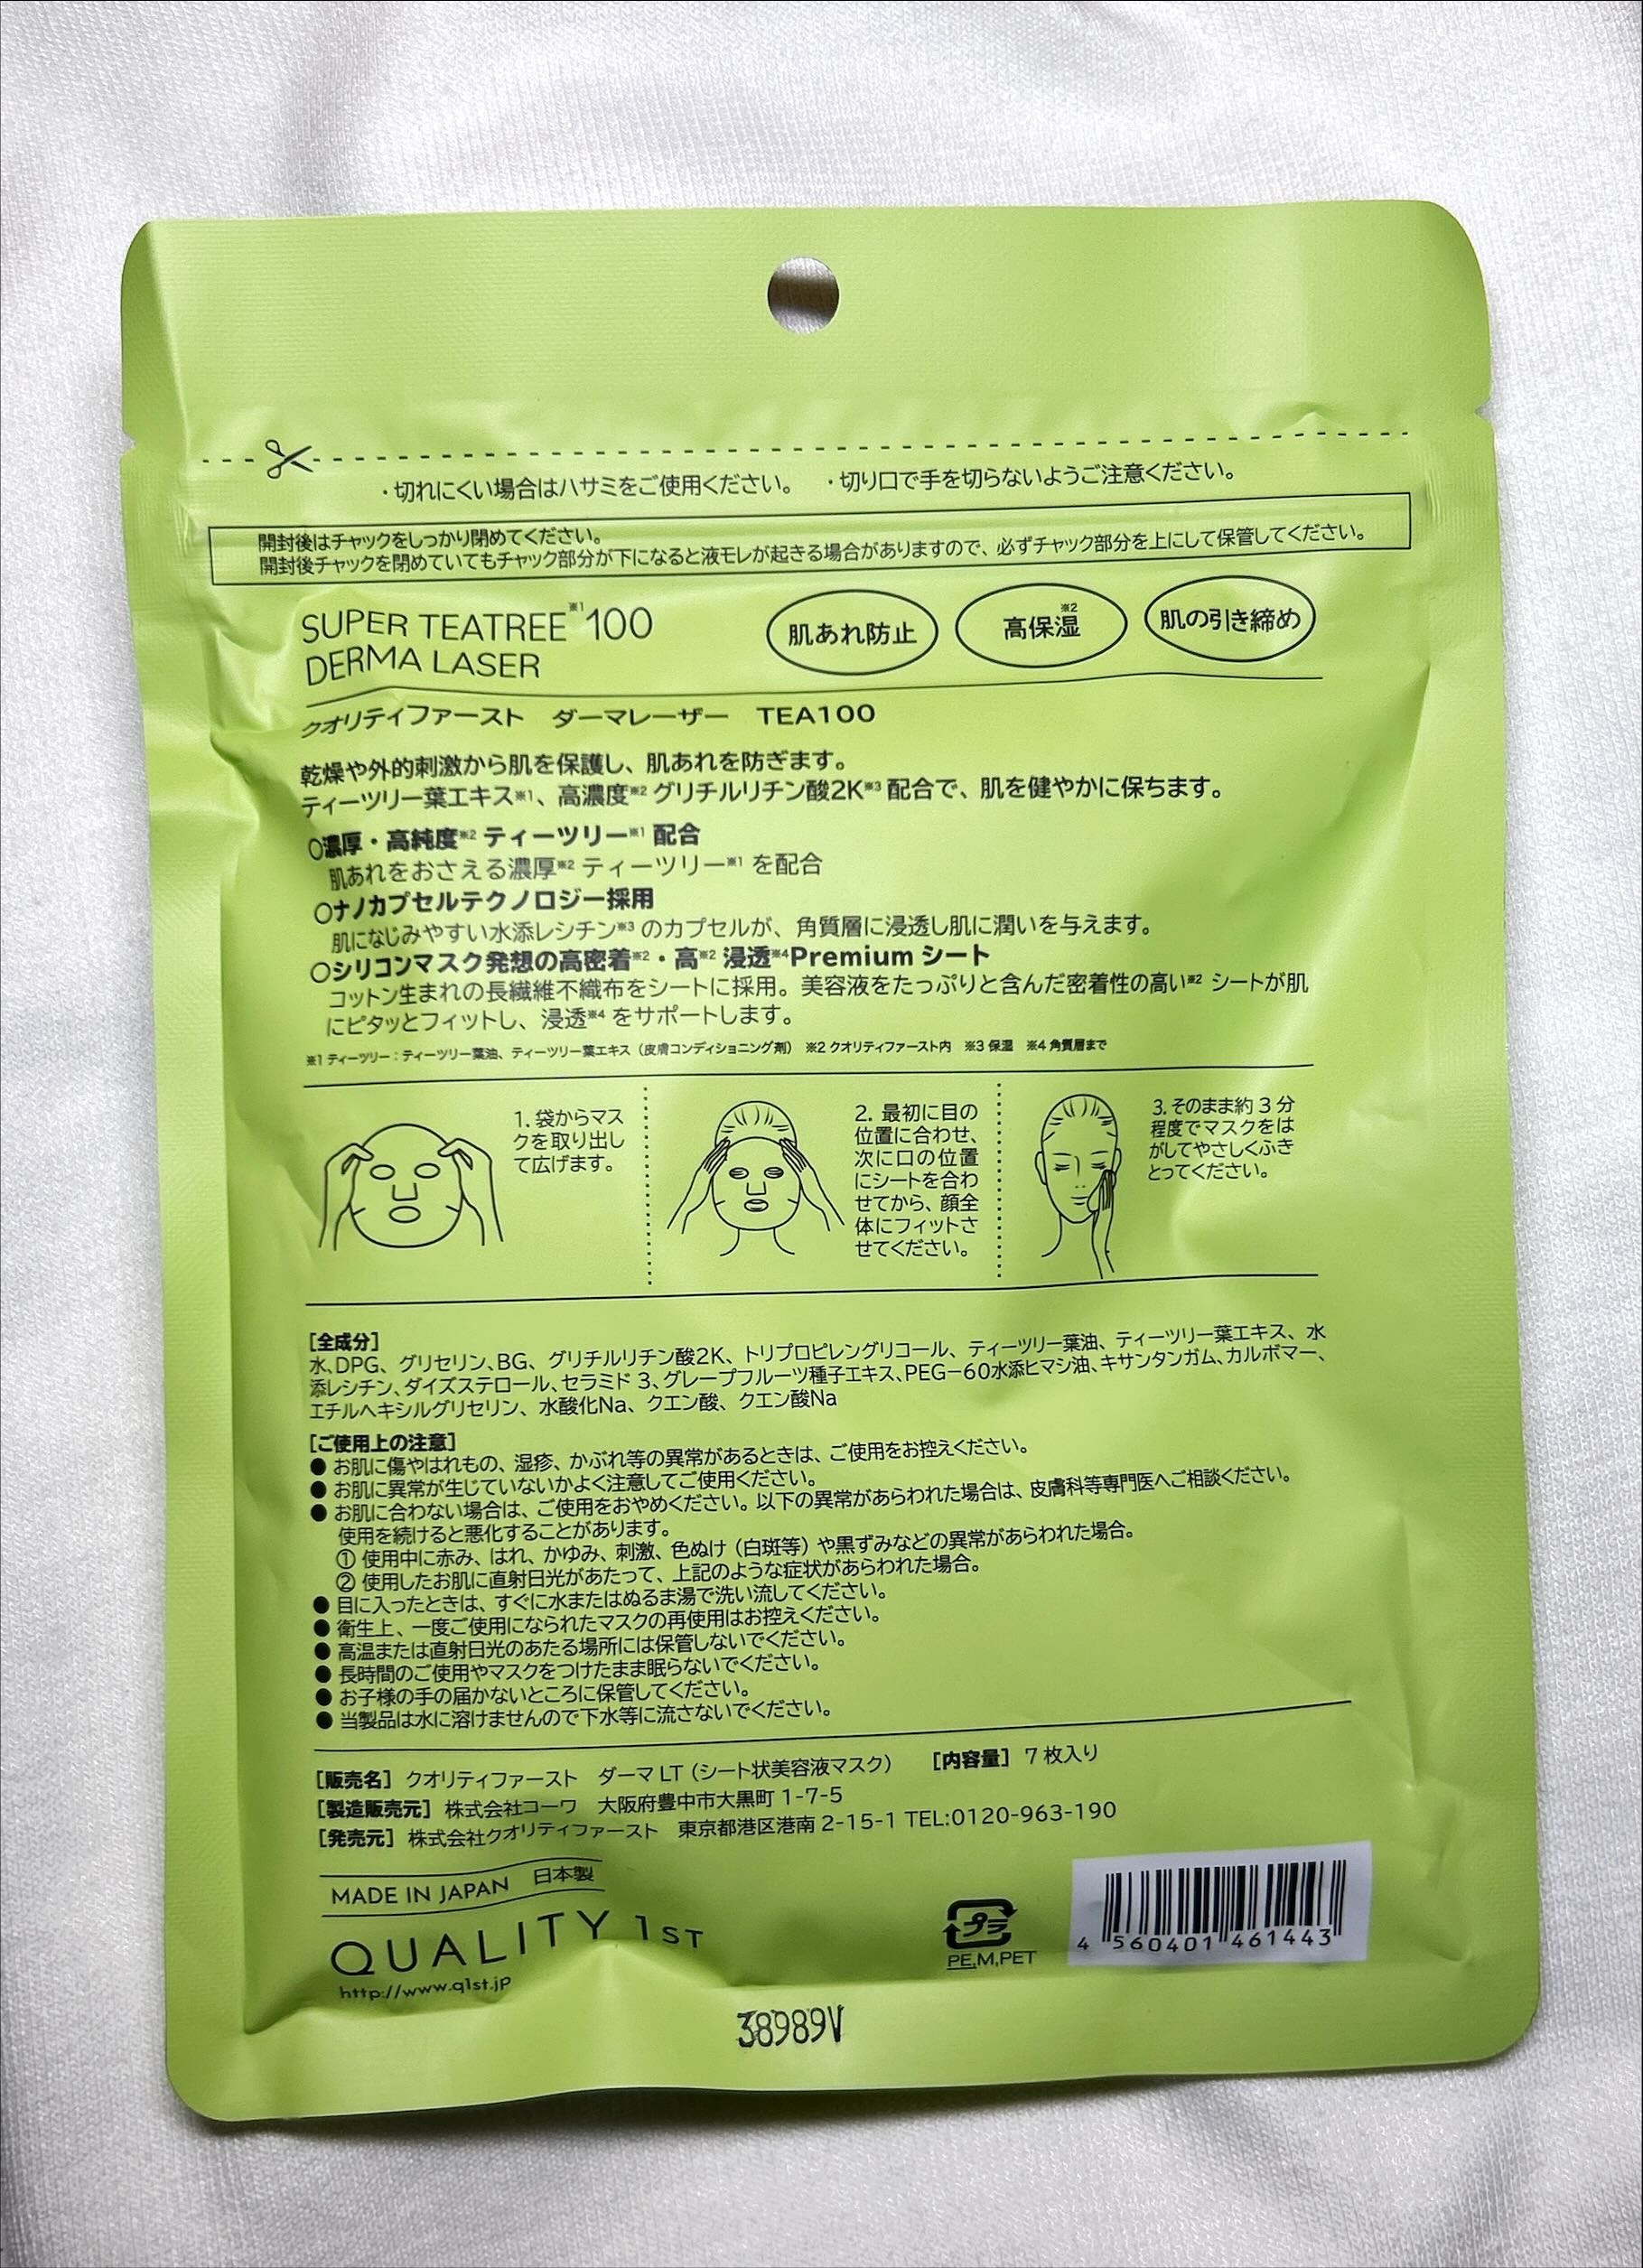 ・切れにくい場合はハサミをご使用ください。 ・切り口で手を切らないようご注意ください。
開封後はチャックをしっかり閉めてください。
開封後チャックを閉めていてもチャック部分が下になると液モレが起きる場合がありますので、必ずチャック部分を上にして保管してください。
SUPER TEATREE※1 100
DERMA LASER
肌あれ防止
高保湿※2
肌の引き締め
クオリティファースト ダーマレーザー TEA100
乾燥や外的刺激から肌を保護し、肌あれを防ぎます。
ティーツリー葉エキス※1、高濃度※2 グリチルリチン酸2K※3 配合で、肌を健やかに保ちます。
○濃厚・高純度※2 ティーツリー※1 配合
肌あれをおさえる濃厚※2 ティーツリー※1 を配合
○ナノカプセルテクノロジー採用
肌になじみやすい水添レシチン※3 のカプセルが、角質層に浸透し肌に潤いを与えます。
○シリコンマスク発想の高密着※2・高※2 浸透※4Premium シート
コットン生まれの長繊維不織布をシートに採用。美容液をたっぷりと含んだ密着性の高い※2 シートが肌
にピタッとフィットし、浸透※4 をサポートします。
※1 ティーツリー：ティーツリー葉油、ティーツリー葉エキス（皮膚コンディショニング剤） ※2 クオリティファースト内 ※3 保湿 ※4 角質層まで
1. 袋からマス
クを取り出し
て広げます。
2. 最初に目の
位置に合わせ、
次に口の位置
にシートを合わ
せてから、顔全
体にフィットさ
せてください。
3. そのまま約 3 分
程度でマスクをは
がしてやさしくふき
とってください。
［全成分］
水、DPG、グリセリン、BG、グリチルリチン酸2K、トリプロピレングリコール、ティーツリー葉油、ティーツリー葉エキス、水
添レシチン、ダイズステロール、セラミド 3、グレープフルーツ種子エキス、PEG－60水添ヒマシ油、キサンタンガム、カルボマー、
エチルヘキシルグリセリン、水酸化Na、クエン酸、クエン酸Na
［ご使用上の注意］
● お肌に傷やはれもの、湿疹、かぶれ等の異常があるときは、ご使用をお控えください。
● お肌に異常が生じていないかよく注意してご使用ください。
● お肌に合わない場合は、ご使用をおやめください。以下の異常があらわれた場合は、皮膚科等専門医へご相談ください。
使用を続けると悪化することがあります。
① 使用中に赤み、はれ、かゆみ、刺激、色ぬけ（白斑等）や黒ずみなどの異常があらわれた場合。
② 使用したお肌に直射日光があたって、上記のような症状があらわれた場合。
● 目に入ったときは、すぐに水またはぬるま湯で洗い流してください。
● 衛生上、一度ご使用になられたマスクの再使用はお控えください。
● 高温または直射日光のあたる場所には保管しないでください。
● 長時間のご使用やマスクをつけたまま眠らないでください。
● お子様の手の届かないところに保管してください。
● 当製品は水に溶けませんので下水等に流さないでください。
［販売名］ クオリティファースト ダーマ LT（シート状美容液マスク） ［内容量］ 7 枚入り
［製造販売元］ 株式会社コーワ 大阪府豊中市大黒町 1-7-5
［発売元］ 株式会社クオリティファースト 東京都港区港南 2-15-1 TEL:0120-963-190
MADE IN JAPAN 日本製
QUALITY 1ST
http://www.q1st.jp
プラ
PE,M,PET
4 560401 461443
38989V